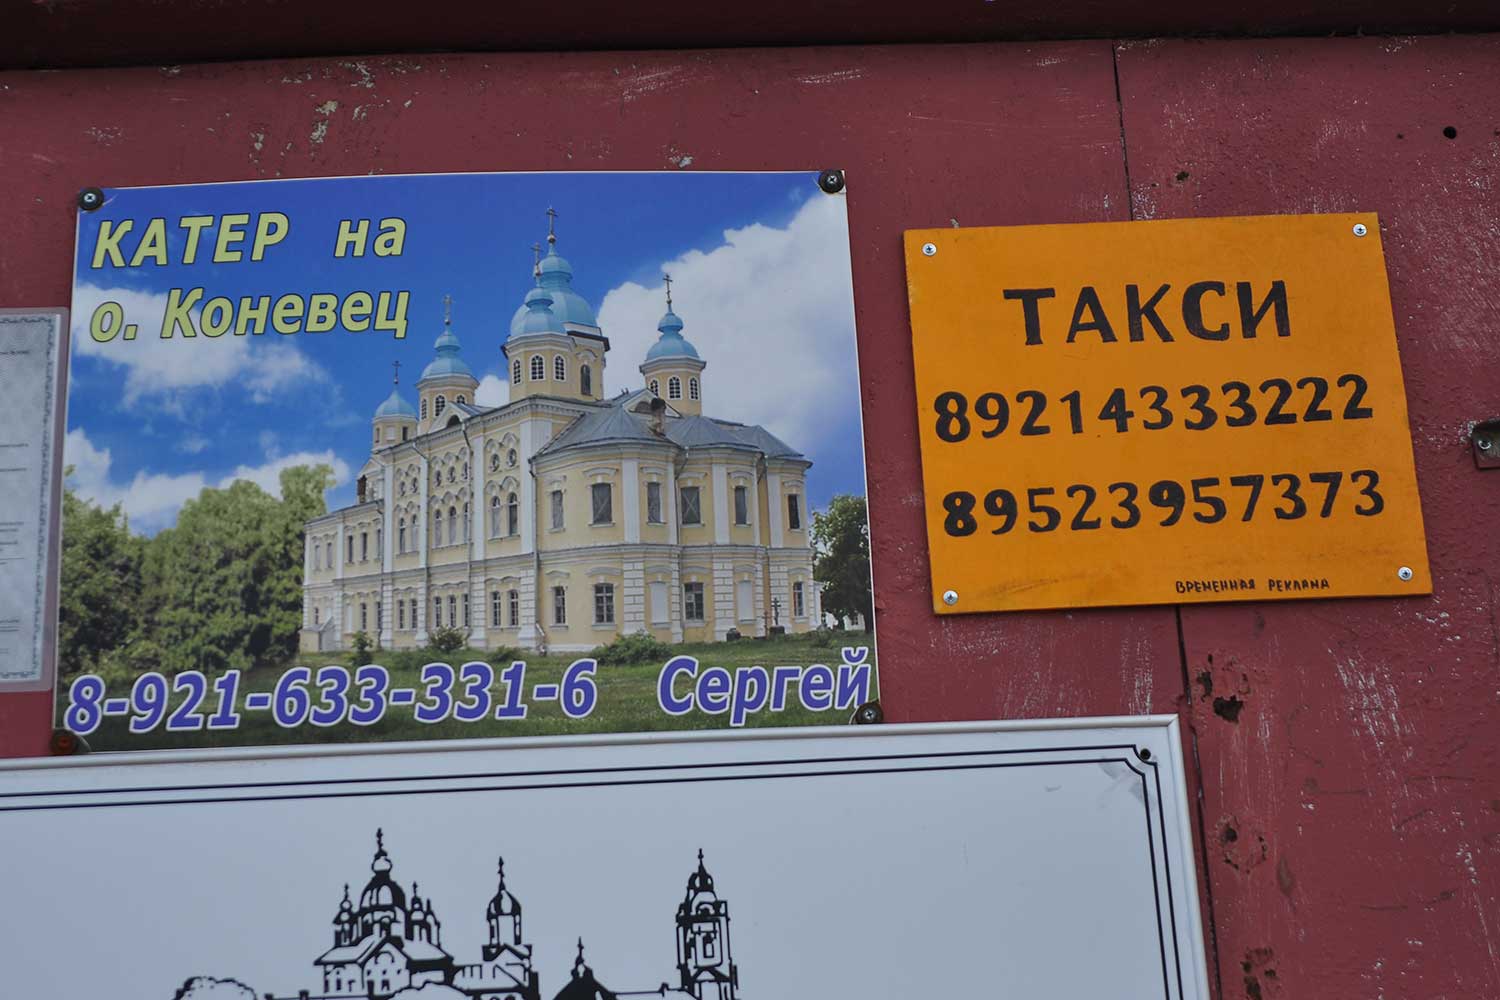 КАТЕР на
о. Коневец
8-921-633-331-6 Сергей
ТАКСИ
89214333222
89523957373
ВРЕМЕННАЯ РЕКЛАМА